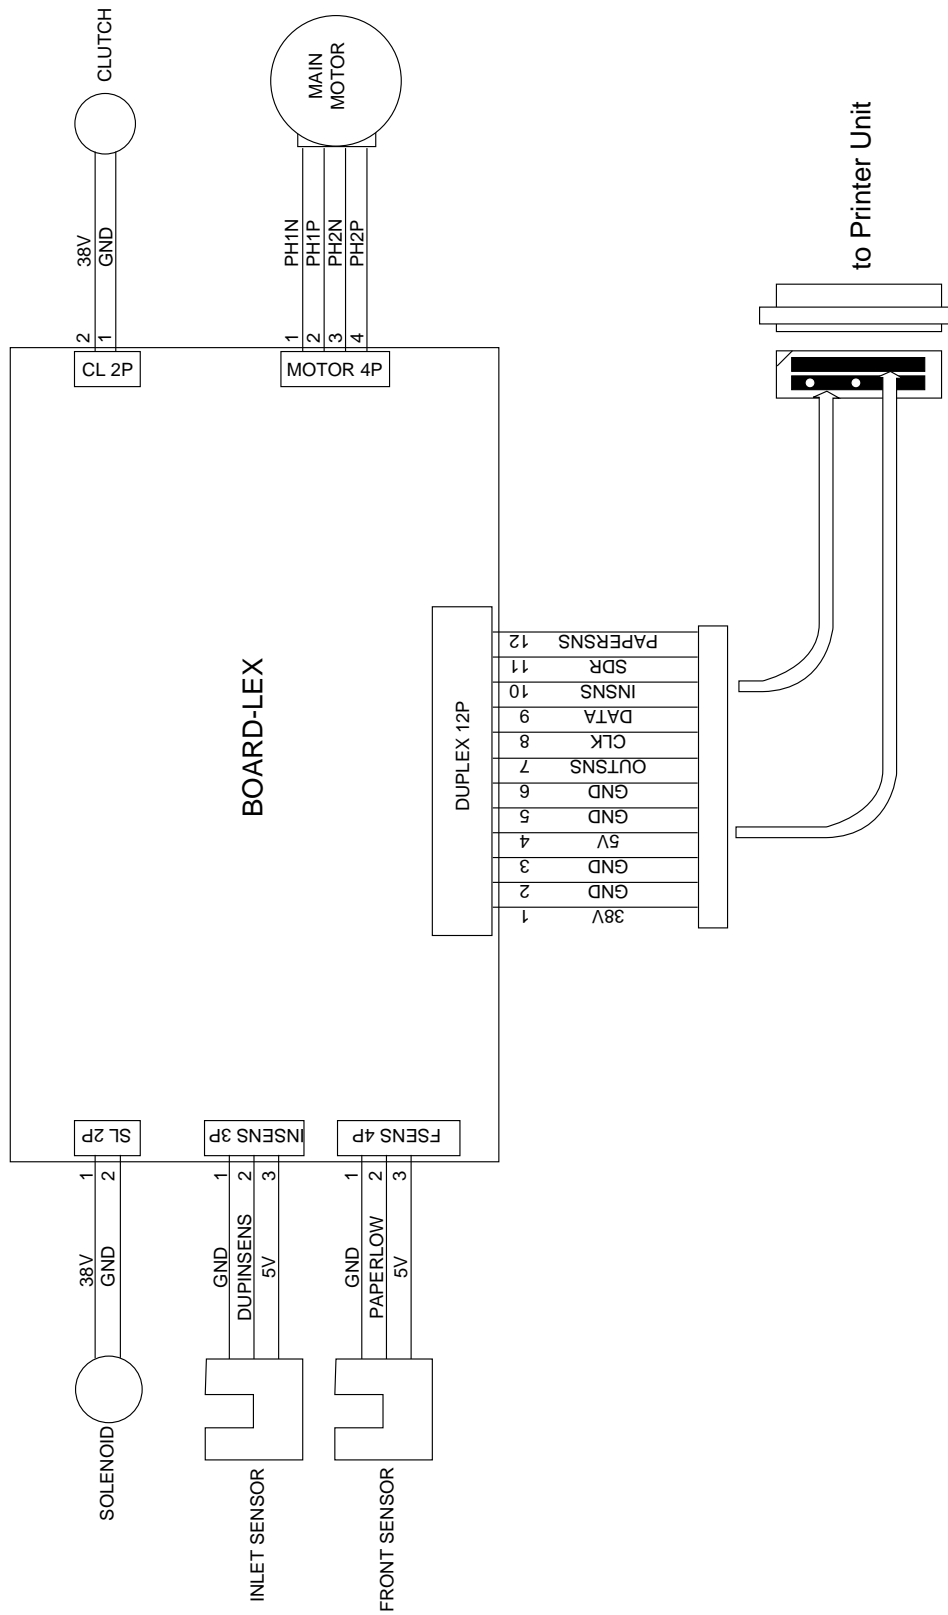 CLUTCH
38V
GND
2
1
CL 2P
MAIN
MOTOR
PH1N
PH1P
PH2N
PH2P
1
2
3
4
MOTOR 4P
to Printer Unit
BOARD-LEX
DUPLEX 12P
12 PAPERSNS
11 SDR
10 INSNS
9 DATA
8 CLK
7 OUTSNS
6 GND
5 GND
4 5V
3 GND
2 GND
1 38V
SL 2P
1
2
38V
GND
SOLENOID
INSENS 3P
1
2
3
GND
DUPINSENS
5V
INLET SENSOR
FSENS 4P
1
2
3
GND
PAPERLOW
5V
FRONT SENSOR